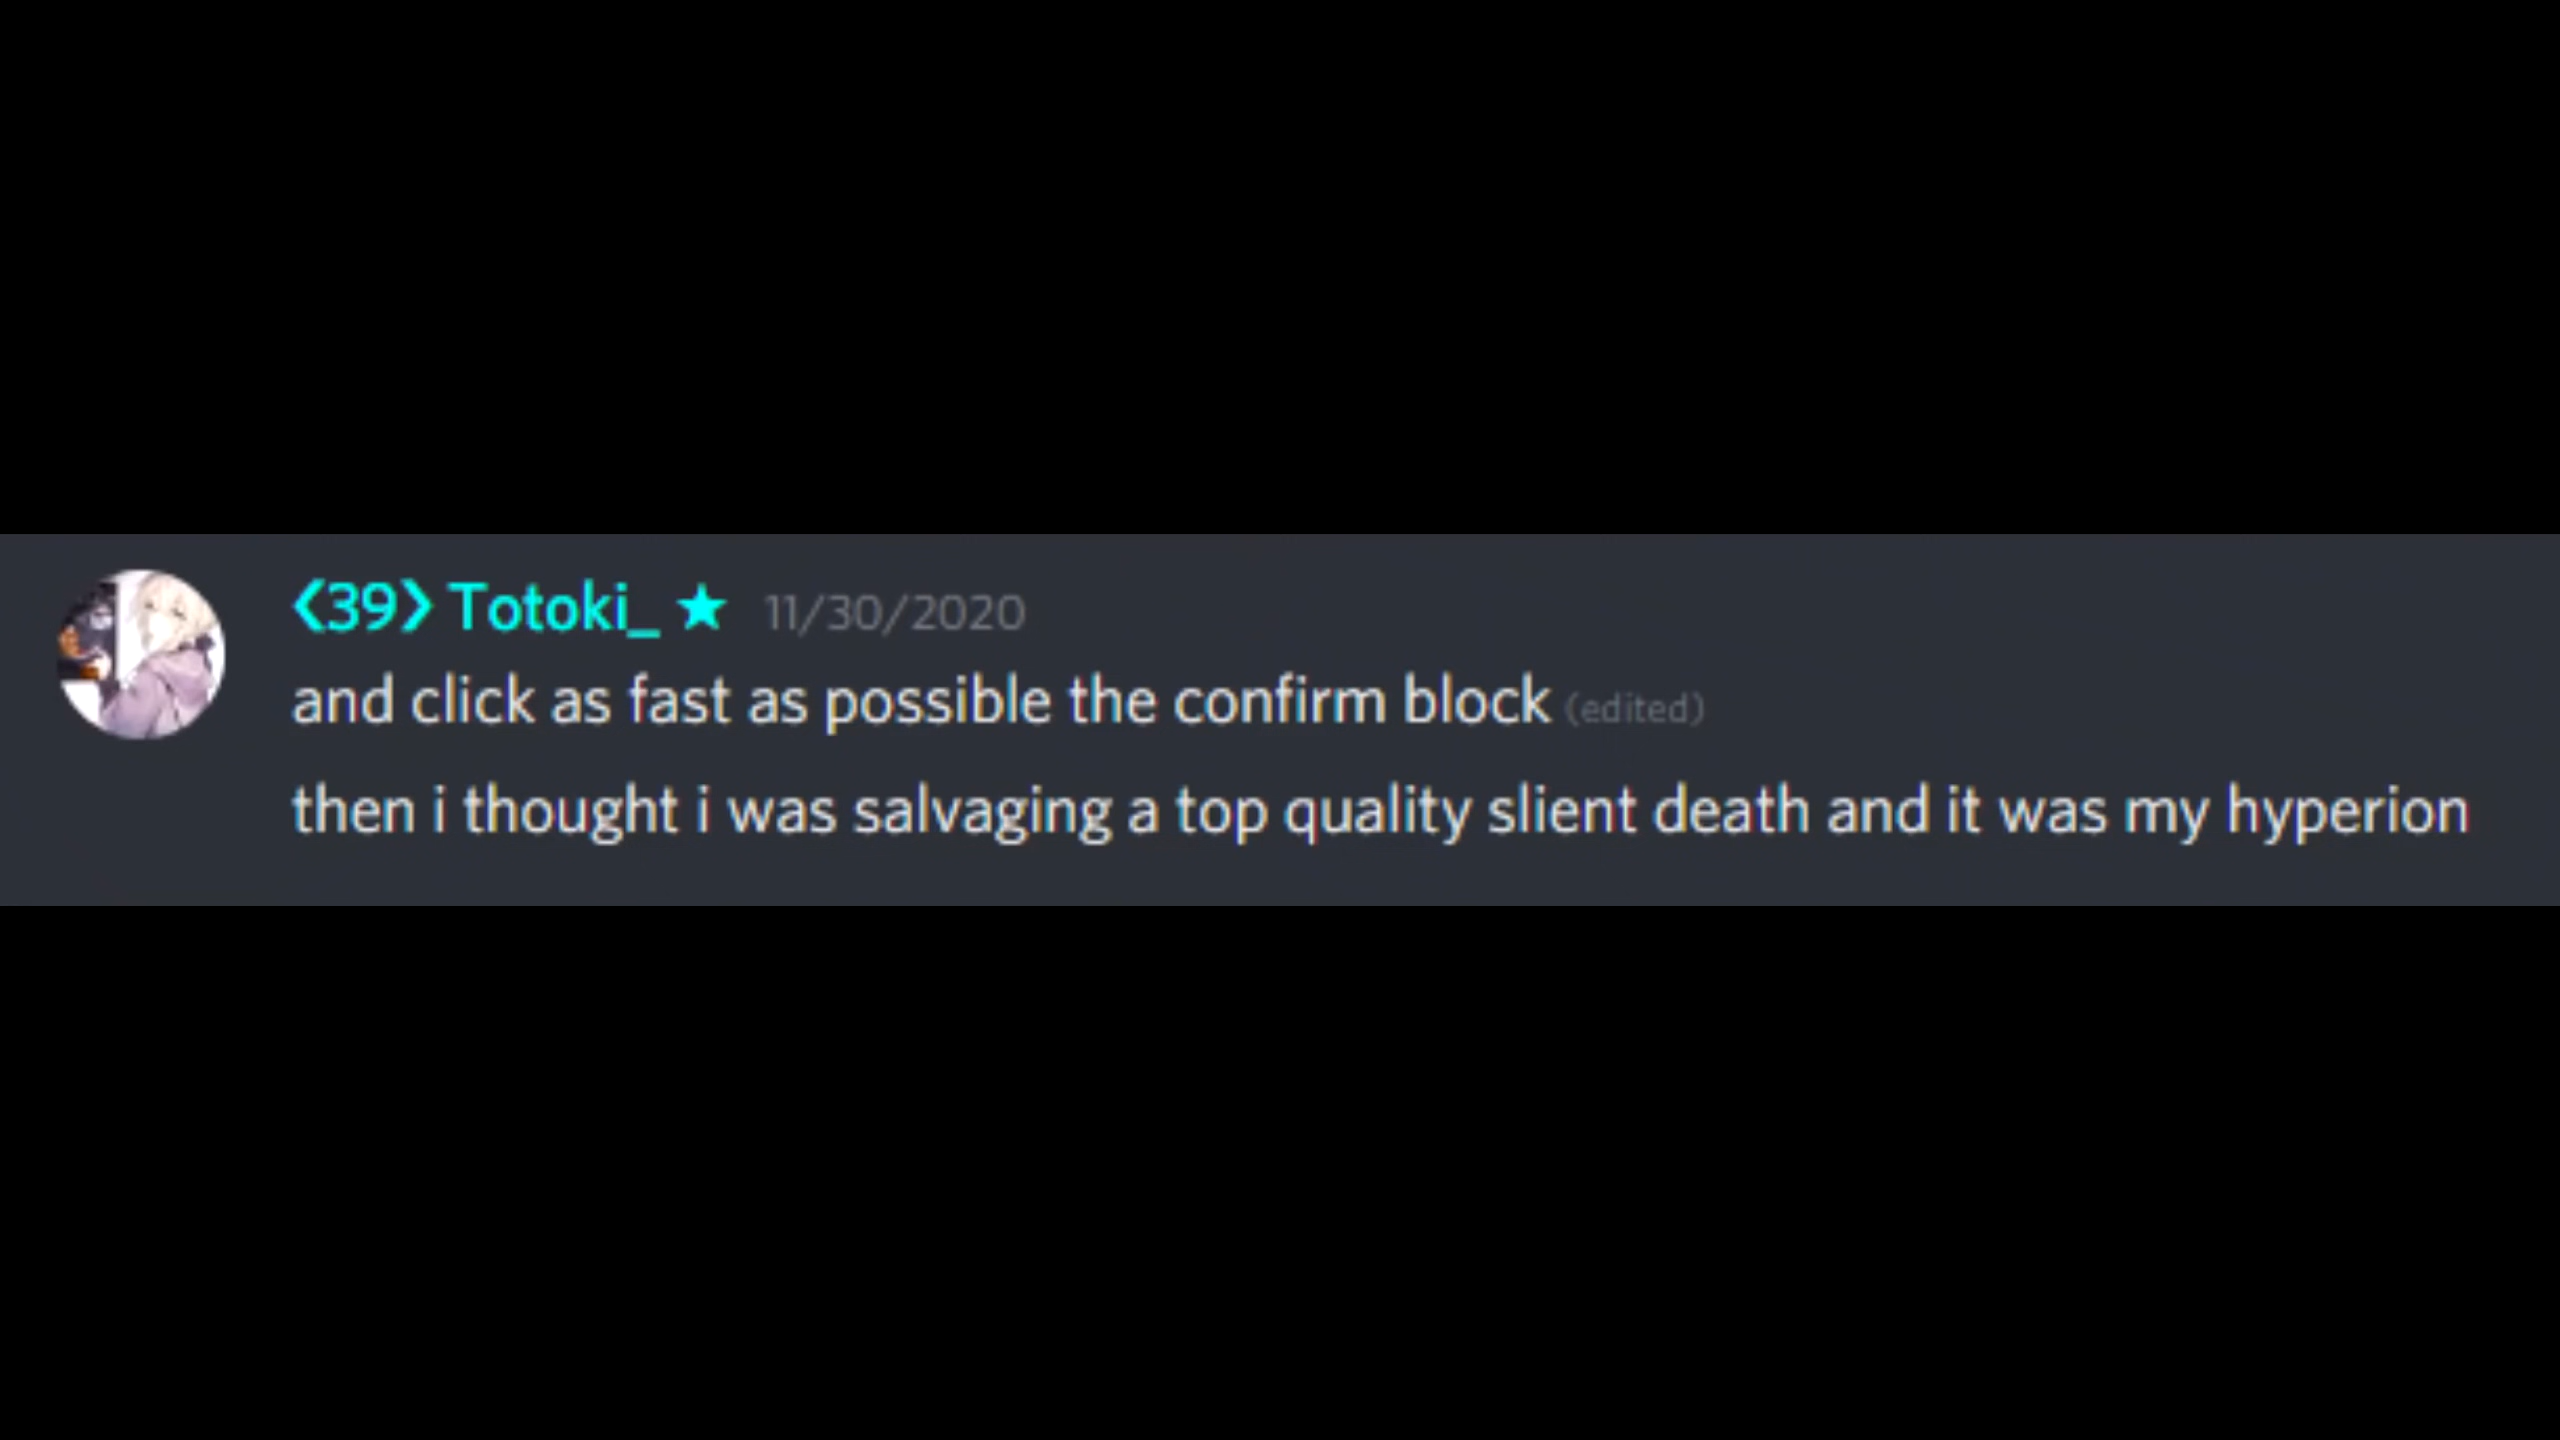 ❮39❯ Totoki_ ★ 11/30/2020
and click as fast as possible the confirm block (edited)
then i thought i was salvaging a top quality slient death and it was my hyperion